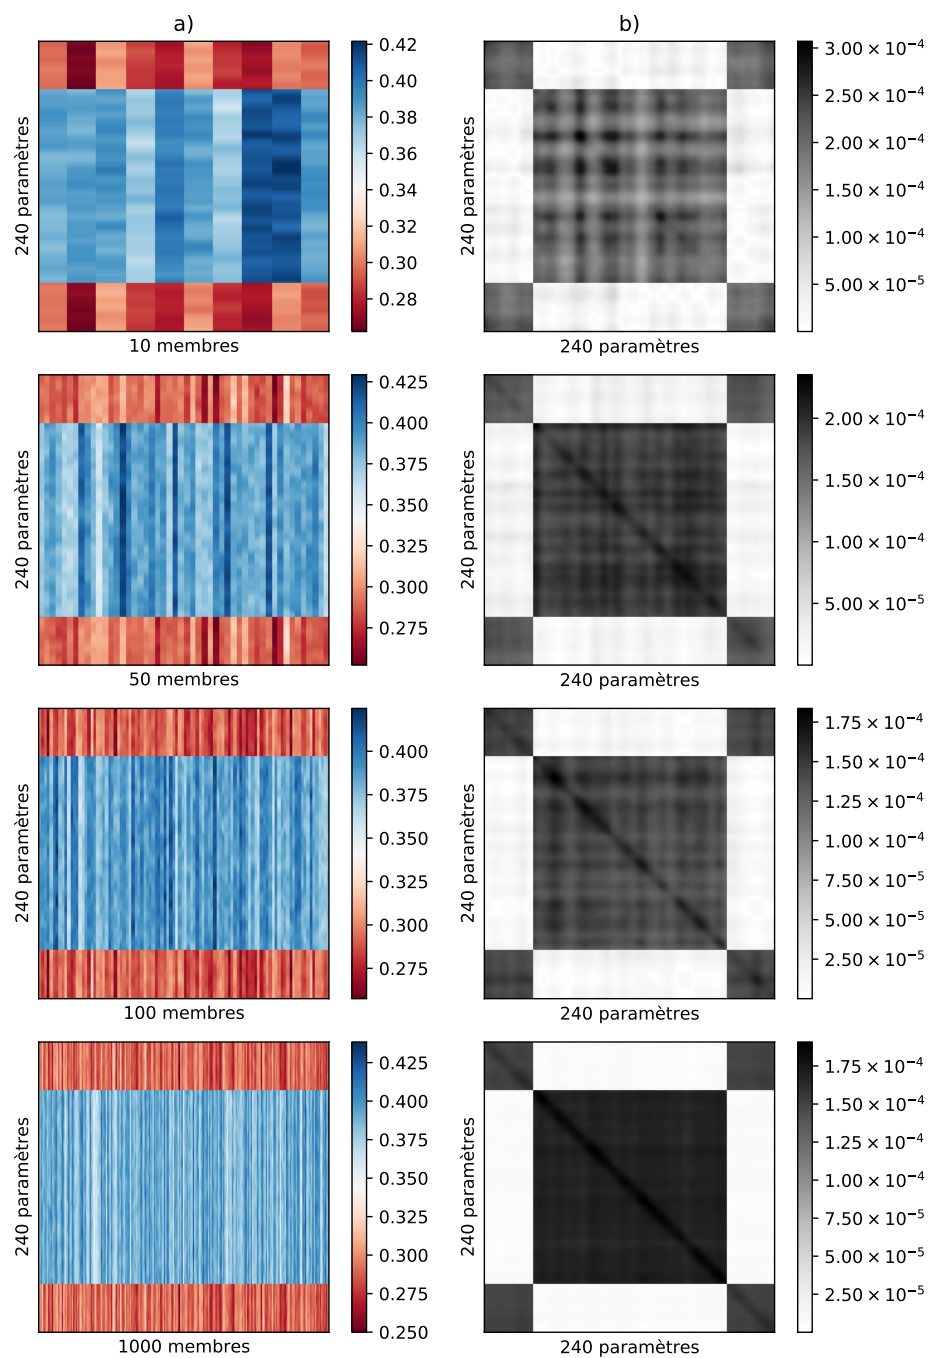 a)
b)
240 paramètres
0.42
0.40
0.38
0.36
0.34
0.32
0.30
0.28
10 membres
240 paramètres
3.00 × 10⁻⁴
2.00 × 10⁻⁴
1.50 × 10⁻⁴
1.00 × 10⁻⁴
5.00 × 10⁻⁵
240 paramètres
240 paramètres
0.425
0.400
0.375
0.350
0.325
0.300
0.275
50 membres
240 paramètres
2.00 × 10⁻⁴
1.50 × 10⁻⁴
1.00 × 10⁻⁴
5.00 × 10⁻⁵
240 paramètres
240 paramètres
0.400
0.375
0.350
0.325
0.300
0.275
100 membres
240 paramètres
1.75 × 10⁻⁴
1.50 × 10⁻⁴
1.25 × 10⁻⁴
1.00 × 10⁻⁴
7.50 × 10⁻⁵
5.00 × 10⁻⁵
2.50 × 10⁻⁵
240 paramètres
240 paramètres
0.425
0.400
0.375
0.350
0.325
0.300
0.275
0.250
1000 membres
240 paramètres
1.75 × 10⁻⁴
1.50 × 10⁻⁴
1.25 × 10⁻⁴
1.00 × 10⁻⁴
7.50 × 10⁻⁵
5.00 × 10⁻⁵
2.50 × 10⁻⁵
240 paramètres